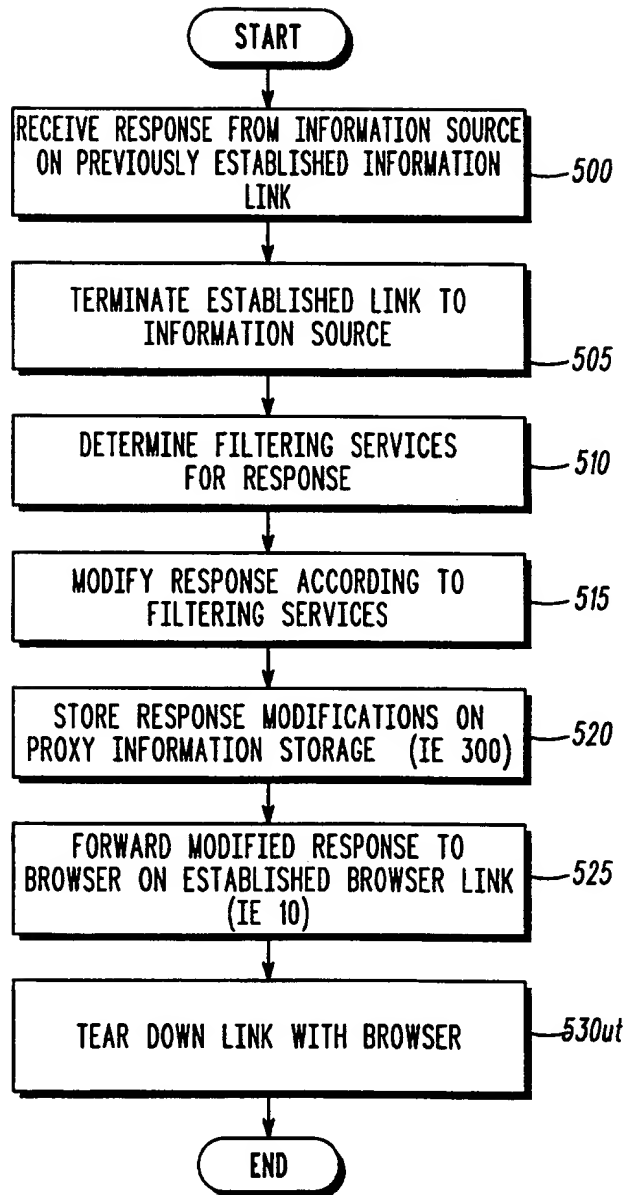 START
RECEIVE RESPONSE FROM INFORMATION SOURCE
ON PREVIOUSLY ESTABLISHED INFORMATION
LINK
500
TERMINATE ESTABLISHED LINK TO
INFORMATION SOURCE
505
DETERMINE FILTERING SERVICES
FOR RESPONSE
510
MODIFY RESPONSE ACCORDING TO
FILTERING SERVICES
515
STORE RESPONSE MODIFICATIONS ON
PROXY INFORMATION STORAGE (IE 300)
520
FORWARD MODIFIED RESPONSE TO
BROWSER ON ESTABLISHED BROWSER LINK
(IE 10)
525
TEAR DOWN LINK WITH BROWSER
530ut
END